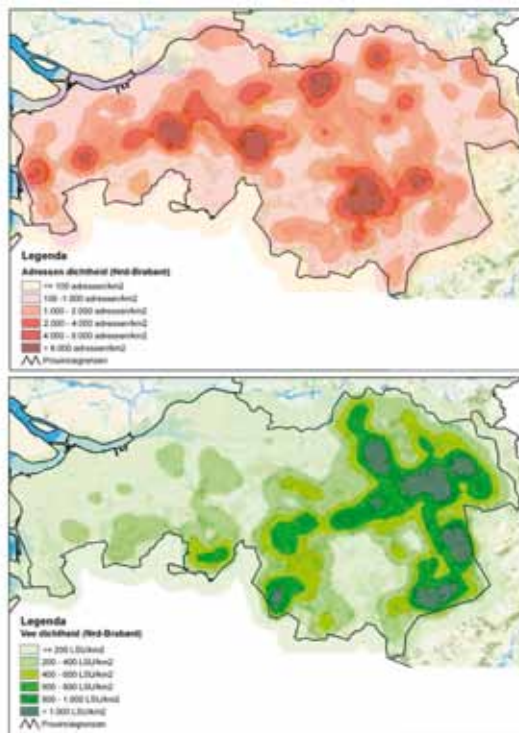 Legenda
Adressen dichtheid (Nrd-Brabant)
<= 100 adressen/km2
100 -1.000 adressen/km2
1.000 - 2.000 adressen/km2
2.000 - 4.000 adressen/km2
4.000 - 6.000 adressen/km2
> 6.000 adressen/km2
Provinciegrenzen
Legenda
Vee dichtheid (Nrd-Brabant)
<= 200 LSU/km2
200 - 400 LSU/km2
400 - 600 LSU/km2
600 - 800 LSU/km2
800 - 1.000 LSU/km2
> 1.000 LSU/km2
Provinciegrenzen